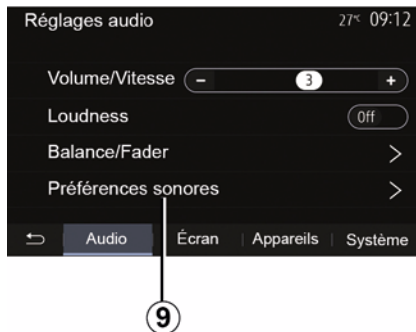 Réglages audio 27°C 09:12
Volume/Vitesse - 3 +
Loudness Off
Balance/Fader >
Préférences sonores >
Audio Écran Appareils Système
9